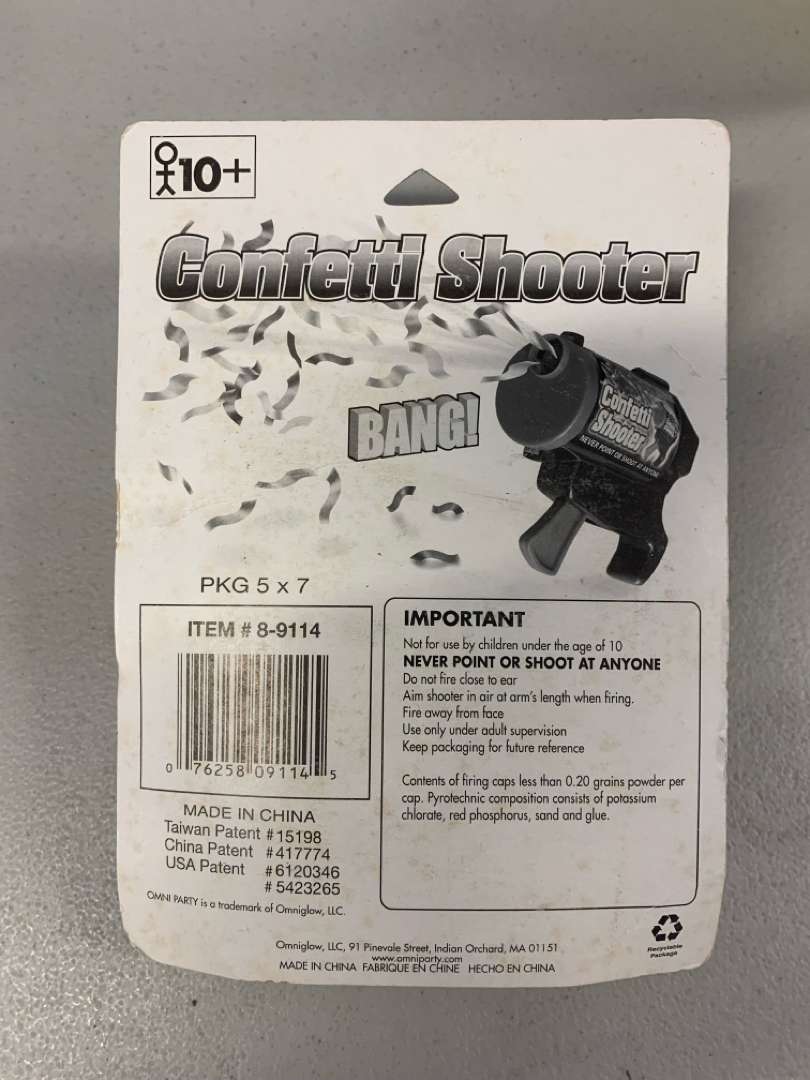 10+
Confetti Shooter
BANG!
Confetti
Shooter
NEVER POINT OR SHOOT AT ANYONE
PKG 5 x 7
ITEM # 8-9114
0 76258 09114 5
MADE IN CHINA
Taiwan Patent #15198
China Patent #417774
USA Patent #6120346
# 5423265
OMNI PARTY is a trademark of Omniglow, LLC.
IMPORTANT
Not for use by children under the age of 10
NEVER POINT OR SHOOT AT ANYONE
Do not fire close to ear
Aim shooter in air at arm's length when firing.
Fire away from face
Use only under adult supervision
Keep packaging for future reference
Contents of firing caps less than 0.20 grains powder per
cap. Pyrotechnic composition consists of potassium
chlorate, red phosphorus, sand and glue.
Recyclable
Package
Omniglow, LLC, 91 Pinevale Street, Indian Orchard, MA 01151
www.omniparty.com
MADE IN CHINA FABRIQUE EN CHINE HECHO EN CHINA